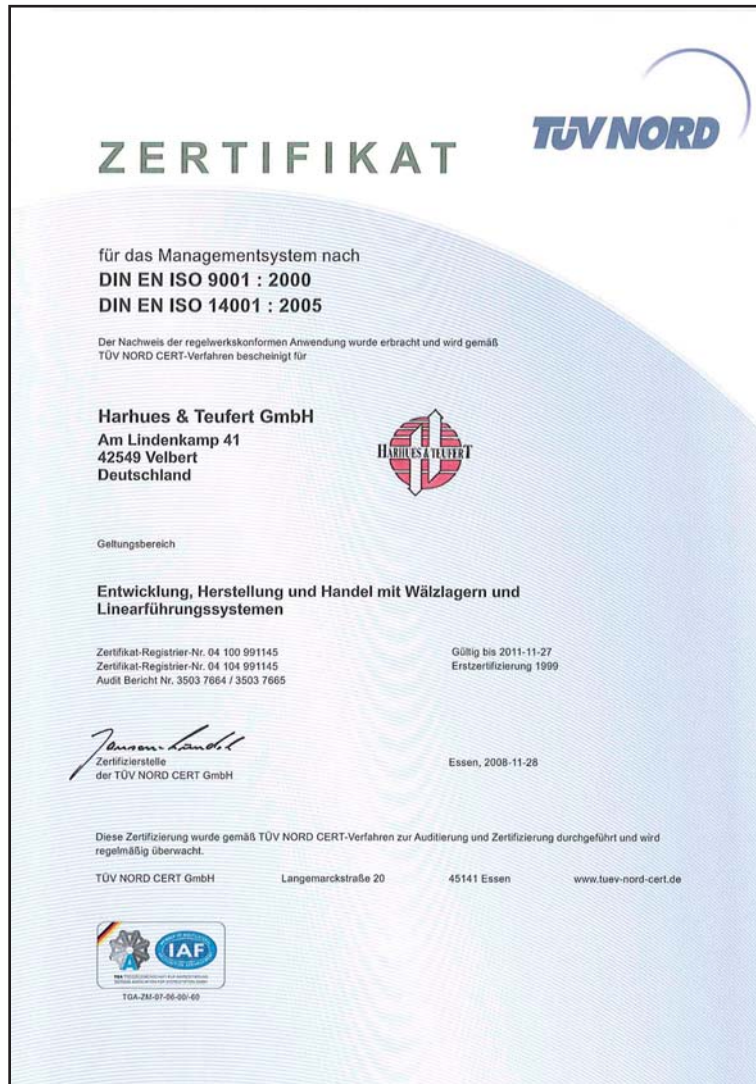 TÜV NORD
ZERTIFIKAT
für das Managementsystem nach
DIN EN ISO 9001 : 2000
DIN EN ISO 14001 : 2005
Der Nachweis der regelwerkskonformen Anwendung wurde erbracht und wird gemäß
TÜV NORD CERT-Verfahren bescheinigt für
Harhues & Teufert GmbH
Am Lindenkamp 41
42549 Velbert
Deutschland
HARHUES & TEUFERT
Geltungsbereich
Entwicklung, Herstellung und Handel mit Wälzlagern und
Linearführungssystemen
Zertifikat-Registrier-Nr. 04 100 991145
Zertifikat-Registrier-Nr. 04 104 991145
Audit Bericht Nr. 3503 7664 / 3503 7665
Gültig bis 2011-11-27
Erstzertifizierung 1999
Zertifizierstelle
der TÜV NORD CERT GmbH
Essen, 2008-11-28
Diese Zertifizierung wurde gemäß TÜV NORD CERT-Verfahren zur Auditierung und Zertifizierung durchgeführt und wird
regelmäßig überwacht.
TÜV NORD CERT GmbH Langemarckstraße 20 45141 Essen www.tuev-nord-cert.de
IAF
TGA-ZM-07-06-00/-60